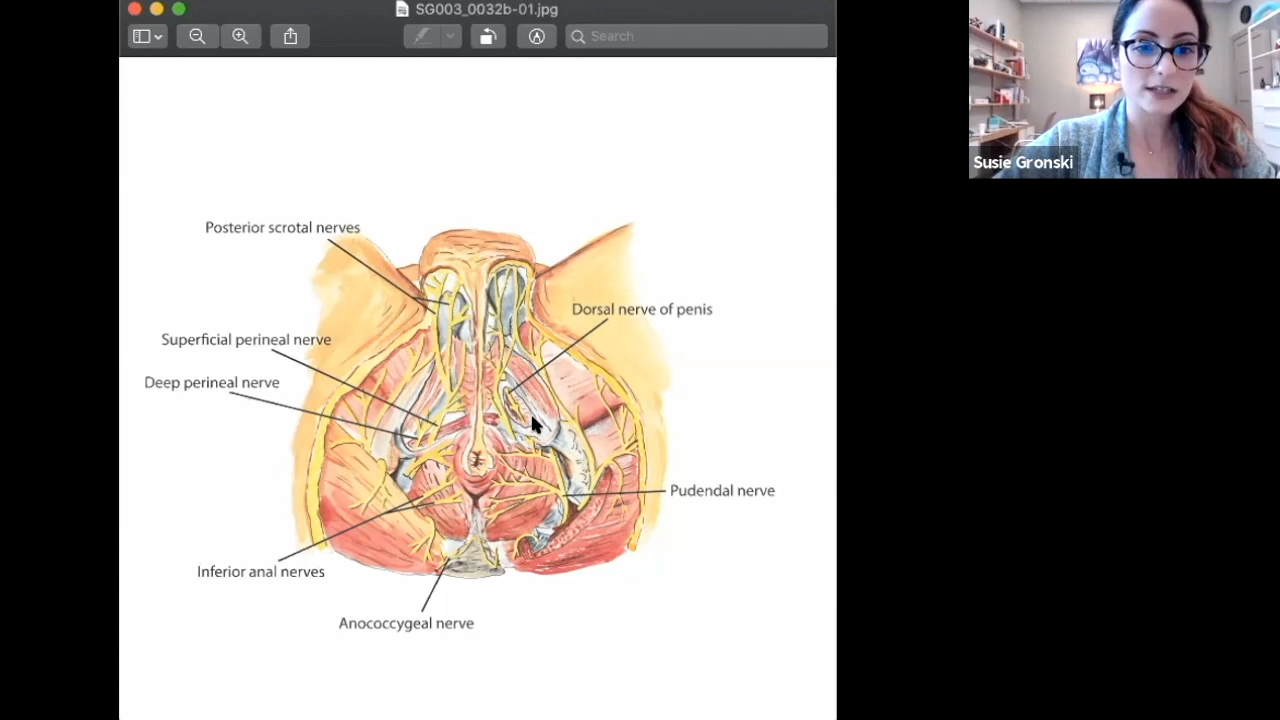 SG003_0032b-01.jpg
Search
Susie Gronski
Posterior scrotal nerves
Dorsal nerve of penis
Superficial perineal nerve
Deep perineal nerve
Pudendal nerve
Inferior anal nerves
Anococcygeal nerve